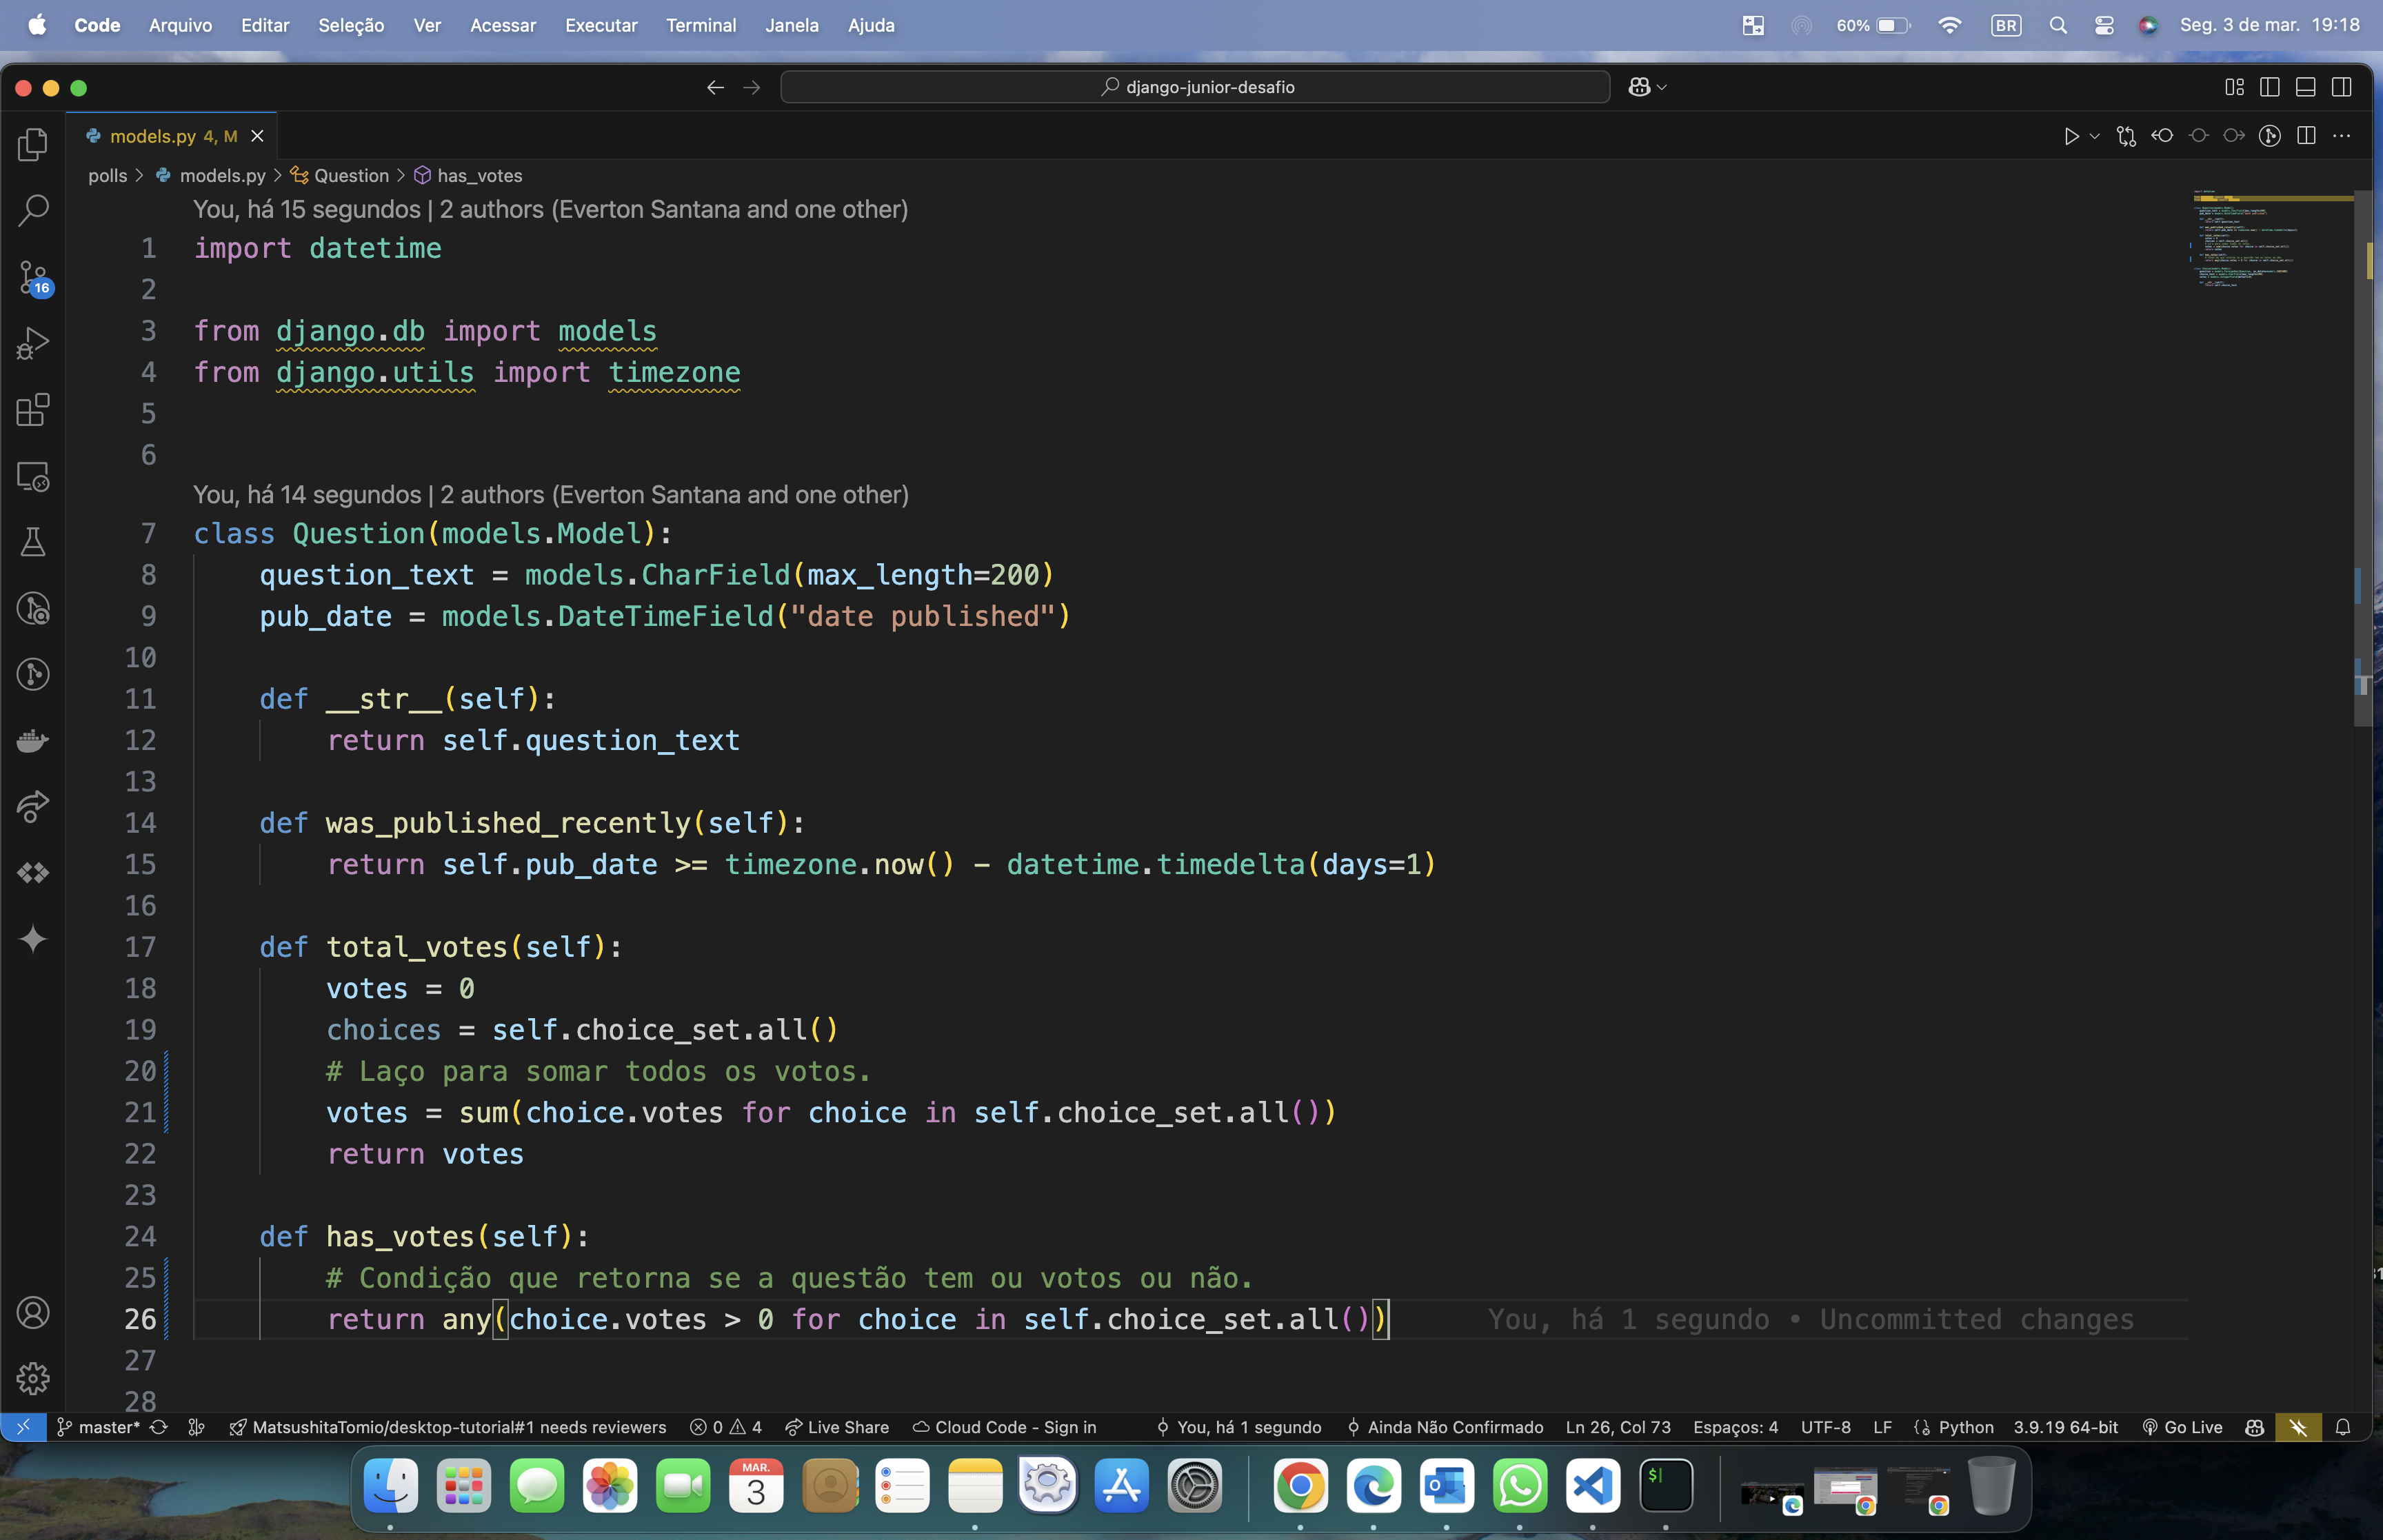 Code Arquivo Editar Seleção Ver Acessar Executar Terminal Janela Ajuda 60% BR Seg. 3 de mar. 19:18
django-junior-desafio
models.py 4, M
polls > models.py > Question > has_votes
You, há 15 segundos | 2 authors (Everton Santana and one other)
1 import datetime
2
3 from django.db import models
4 from django.utils import timezone
5
6
You, há 14 segundos | 2 authors (Everton Santana and one other)
7 class Question(models.Model):
8 question_text = models.CharField(max_length=200)
9 pub_date = models.DateTimeField("date published")
10
11 def __str__(self):
12 return self.question_text
13
14 def was_published_recently(self):
15 return self.pub_date >= timezone.now() - datetime.timedelta(days=1)
16
17 def total_votes(self):
18 votes = 0
19 choices = self.choice_set.all()
20 # Laço para somar todos os votos.
21 votes = sum(choice.votes for choice in self.choice_set.all())
22 return votes
23
24 def has_votes(self):
25 # Condição que retorna se a questão tem ou votos ou não.
26 return any(choice.votes > 0 for choice in self.choice_set.all()) You, há 1 segundo • Uncommitted changes
27
28
16
master* MatsushitaTomio/desktop-tutorial#1 needs reviewers 0 4 Live Share Cloud Code - Sign in You, há 1 segundo Ainda Não Confirmado Ln 26, Col 73 Espaços: 4 UTF-8 LF Python 3.9.19 64-bit Go Live
MAR.
3
$